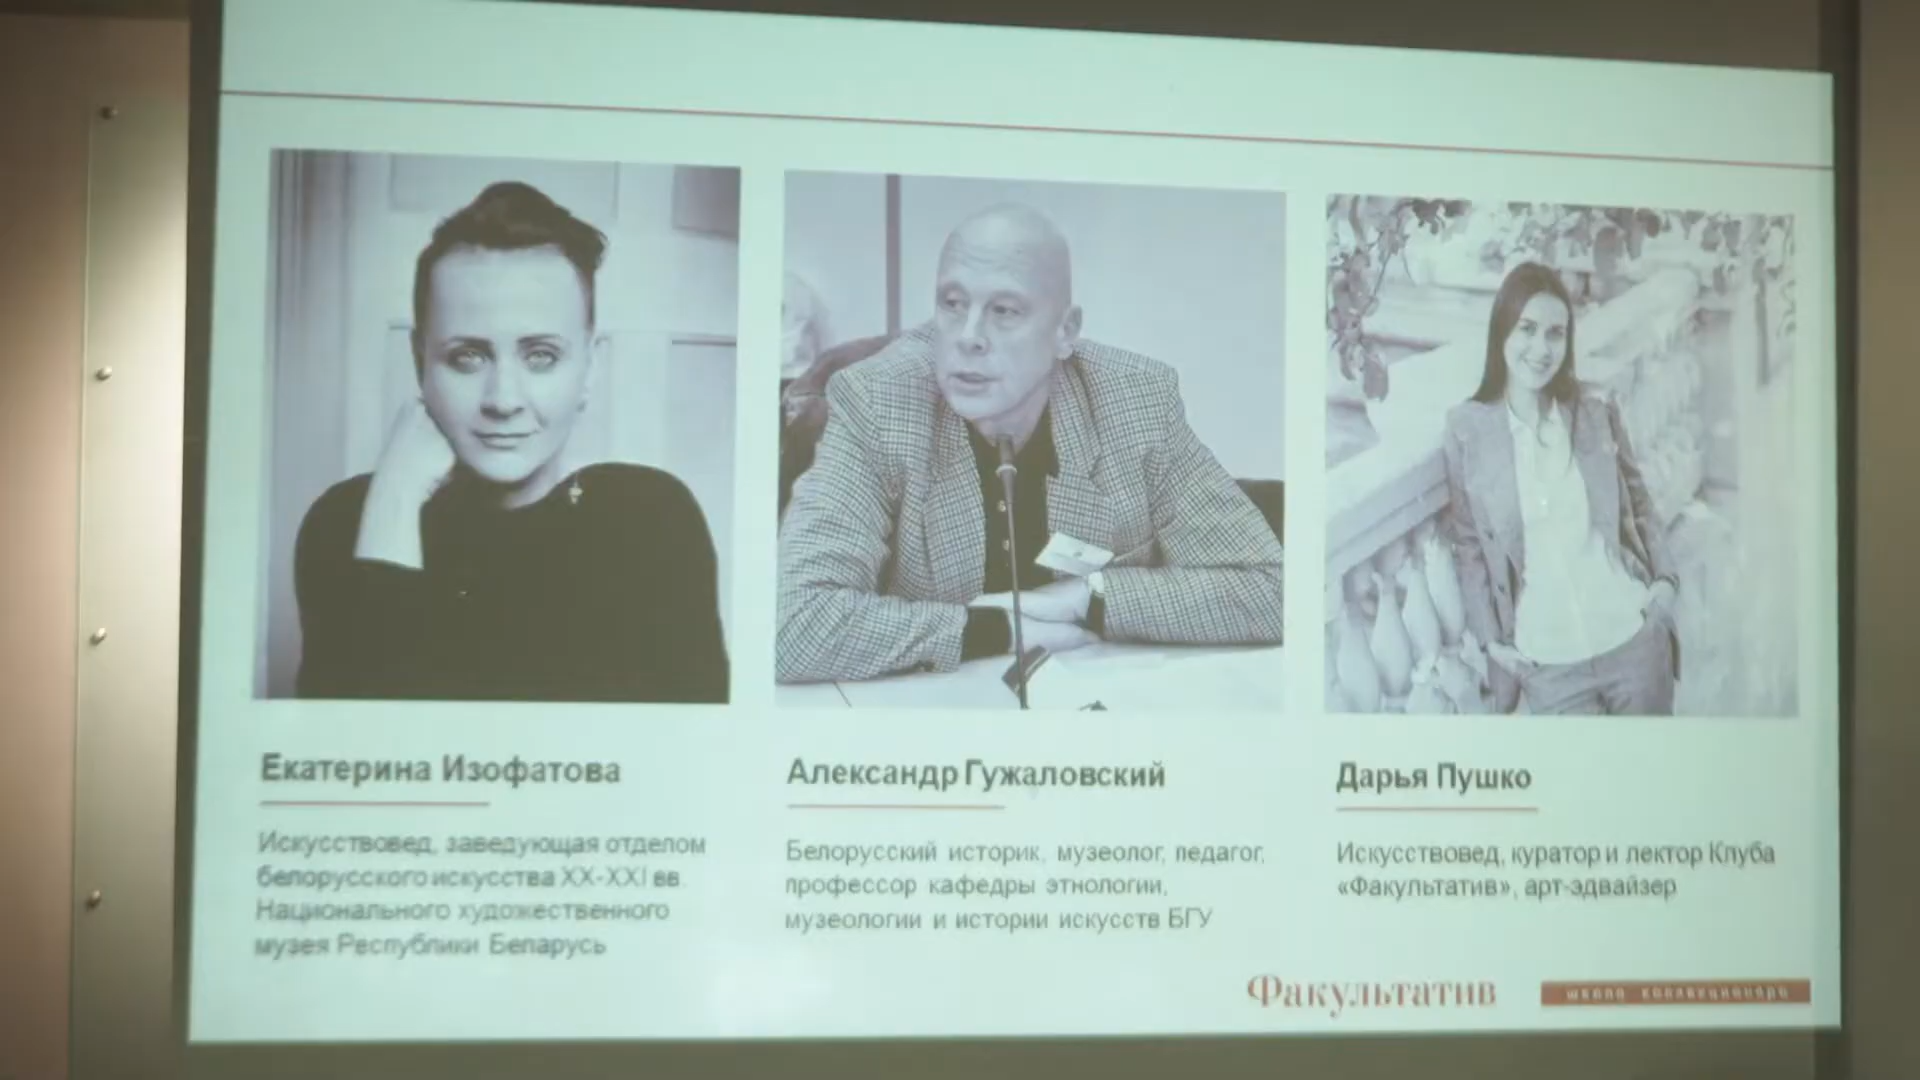 Екатерина Изофатова
Искусствовед, заведующая отделом
белорусского искусства XX-XXI вв.
Национального художественного
музея Республики Беларусь
Александр Гужаловский
Белорусский историк, музеолог, педагог,
профессор кафедры этнологии,
музеологии и истории искусств БГУ
Дарья Пушко
Искусствовед, куратор и лектор Клуба
«Факультатив», арт-эдвайзер
Факультатив
школа коллекционера